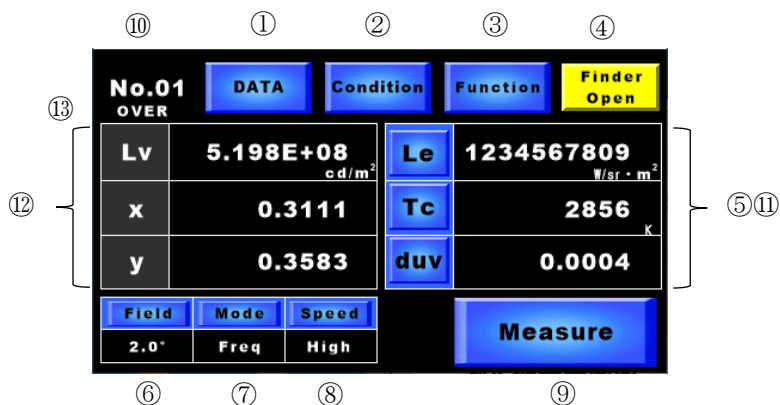 ⑩ ① ② ③ ④
No.01 DATA Condition Function Finder Open
⑬ OVER
Lv 5.198E+08 cd/m² Le 1234567809 W/sr・m²
⑫ x 0.3111 Tc 2856 K ⑤⑪
y 0.3583 duv 0.0004
Field Mode Speed Measure
2.0° Freq High
⑥ ⑦ ⑧ ⑨